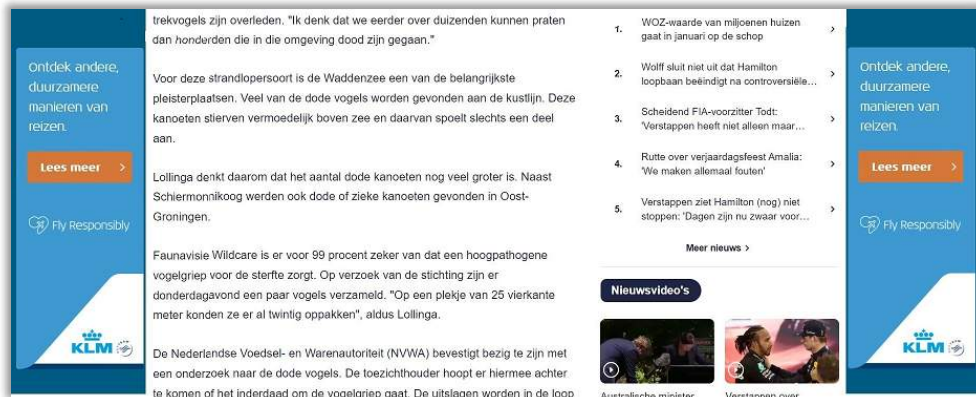 Ontdek andere,
duurzamere
manieren van
reizen.
Lees meer
Fly Responsibly
KLM
trekvogels zijn overleden. "Ik denk dat we eerder over duizenden kunnen praten
dan honderden die in die omgeving dood zijn gegaan."
Voor deze strandlopersoort is de Waddenzee een van de belangrijkste
pleisterplaatsen. Veel van de dode vogels worden gevonden aan de kustlijn. Deze
kanoeten stierven vermoedelijk boven zee en daarvan spoelt slechts een deel
aan.
Lollinga denkt daarom dat het aantal dode kanoeten nog veel groter is. Naast
Schiermonnikoog werden ook dode of zieke kanoeten gevonden in Oost-
Groningen.
Faunavisie Wildcare is er voor 99 procent zeker van dat een hoogpathogene
vogelgriep voor de sterfte zorgt. Op verzoek van de stichting zijn er
donderdagavond een paar vogels verzameld. "Op een plekje van 25 vierkante
meter konden ze er al twintig oppakken", aldus Lollinga.
De Nederlandse Voedsel- en Warenautoriteit (NVWA) bevestigt bezig te zijn met
een onderzoek naar de dode vogels. De toezichthouder hoopt er hiermee achter
te komen of het inderdaad om de vogelgriep gaat. De uitslagen worden in de loop
1. WOZ-waarde van miljoenen huizen
gaat in januari op de schop
2. Wolff sluit niet uit dat Hamilton
loopbaan beëindigt na controversiële...
3. Scheidend FIA-voorzitter Todt:
'Verstappen heeft niet alleen maar...
4. Rutte over verjaardagsfeest Amalia:
'We maken allemaal fouten'
5. Verstappen ziet Hamilton (nog) niet
stoppen: 'Dagen zijn nu zwaar voor...
Meer nieuws
Nieuwsvideo's
Australische minister
Verstappen over
Ontdek andere,
duurzamere
manieren van
reizen.
Lees meer
Fly Responsibly
KLM